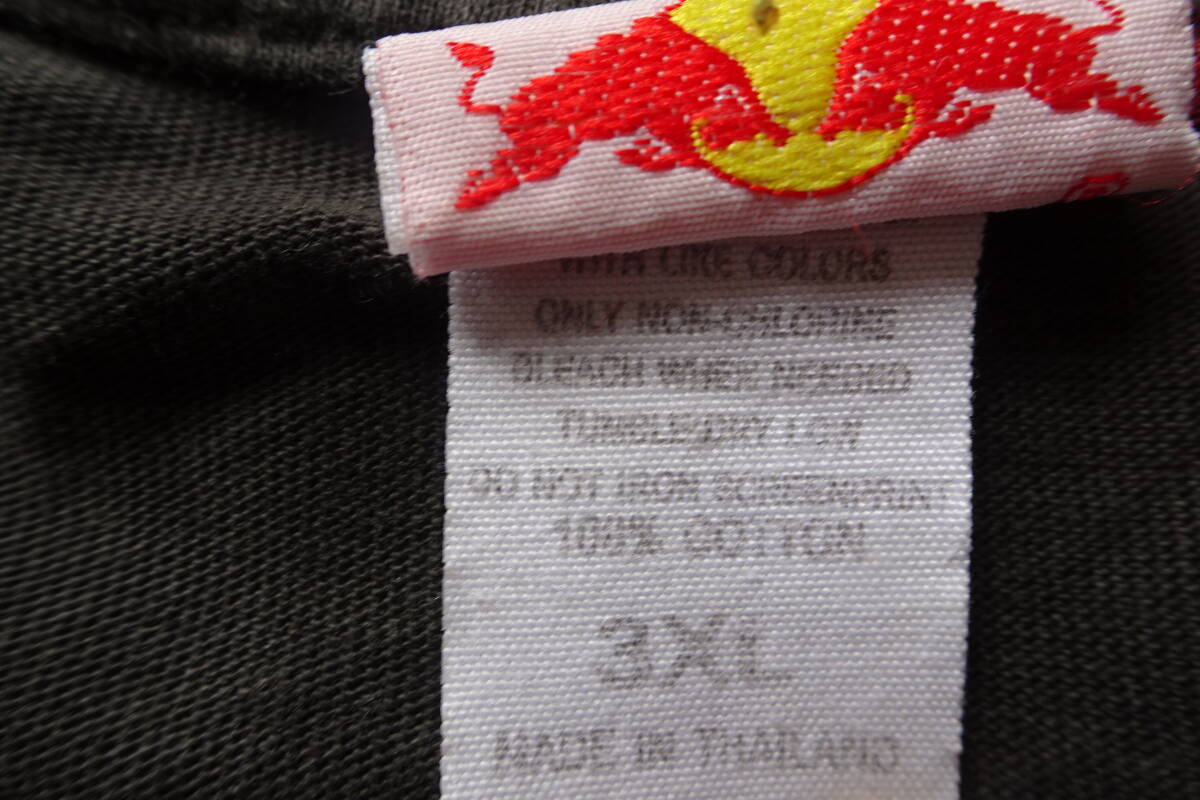 WITH LIKE COLORS
ONLY NON-CHLORINE
BLEACH WHEN NEEDED
TUMBLE DRY LOW
DO NOT IRON SCREENPRINT
100% COTTON
3XL
MADE IN THAILAND